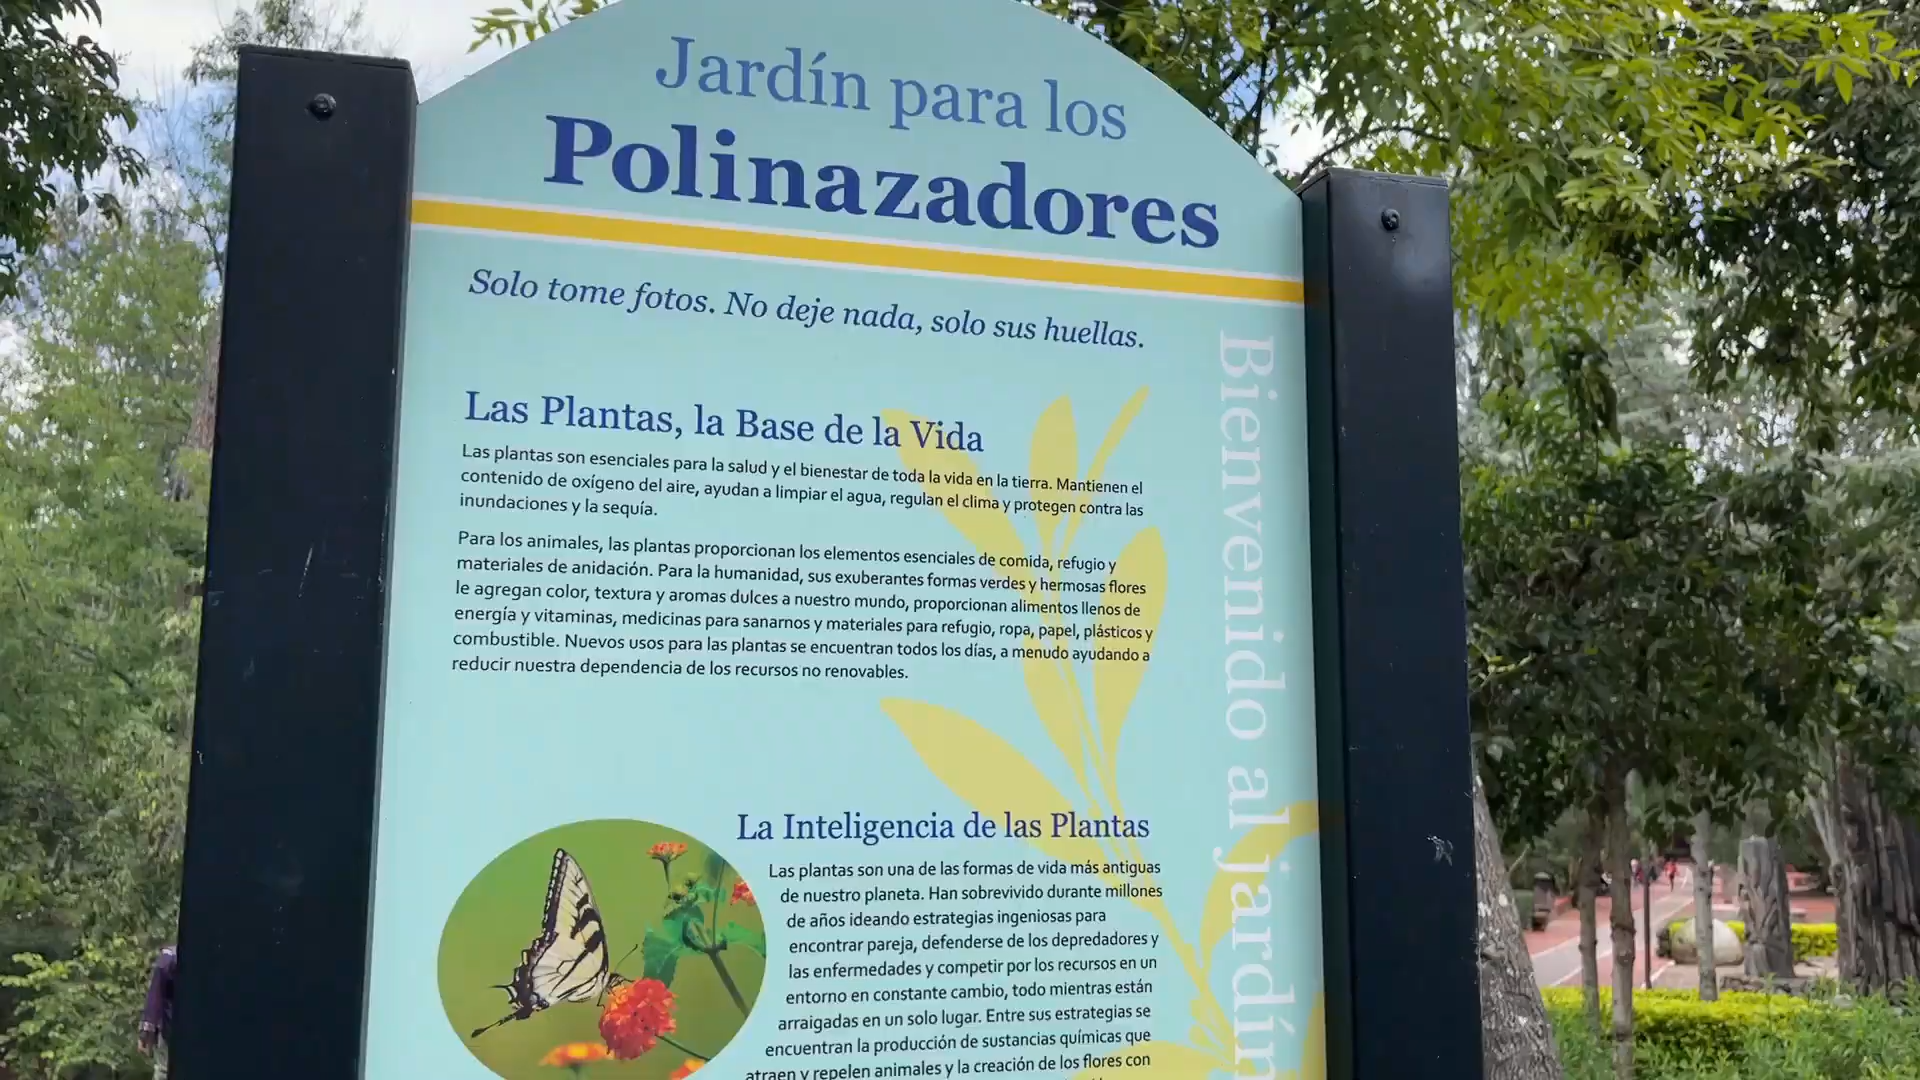 Jardín para los
Polinazadores
Solo tome fotos. No deje nada, solo sus huellas.
Las Plantas, la Base de la Vida
Las plantas son esenciales para la salud y el bienestar de toda la vida en la tierra. Mantienen el
contenido de oxígeno del aire, ayudan a limpiar el agua, regulan el clima y protegen contra las
inundaciones y la sequía.
Para los animales, las plantas proporcionan los elementos esenciales de comida, refugio y
materiales de anidación. Para la humanidad, sus exuberantes formas verdes y hermosas flores
le agregan color, textura y aromas dulces a nuestro mundo, proporcionan alimentos llenos de
energía y vitaminas, medicinas para sanarnos y materiales para refugio, ropa, papel, plásticos y
combustible. Nuevos usos para las plantas se encuentran todos los días, a menudo ayudando a
reducir nuestra dependencia de los recursos no renovables.
La Inteligencia de las Plantas
Las plantas son una de las formas de vida más antiguas
de nuestro planeta. Han sobrevivido durante millones
de años ideando estrategias ingeniosas para
encontrar pareja, defenderse de los depredadores y
las enfermedades y competir por los recursos en un
entorno en constante cambio, todo mientras están
arraigadas en un solo lugar. Entre sus estrategias se
encuentran la producción de sustancias químicas que
atraen y repelen animales y la creación de los flores con
Bienvenido al jardín